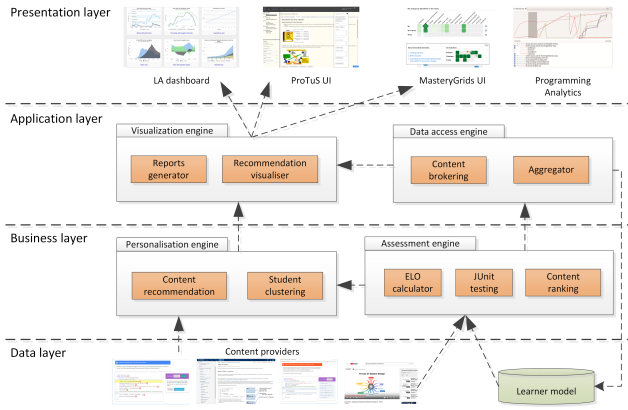 Presentation layer
LA dashboard
ProTuS UI
MasteryGrids UI
Programming
Analytics
Application layer
Visualization engine
Reports
generator
Recommendation
visualiser
Data access engine
Content
brokering
Aggregator
Business layer
Personalisation engine
Content
recommendation
Student
clustering
Assessment engine
ELO
calculator
JUnit
testing
Content
ranking
Data layer
Content providers
Learner model